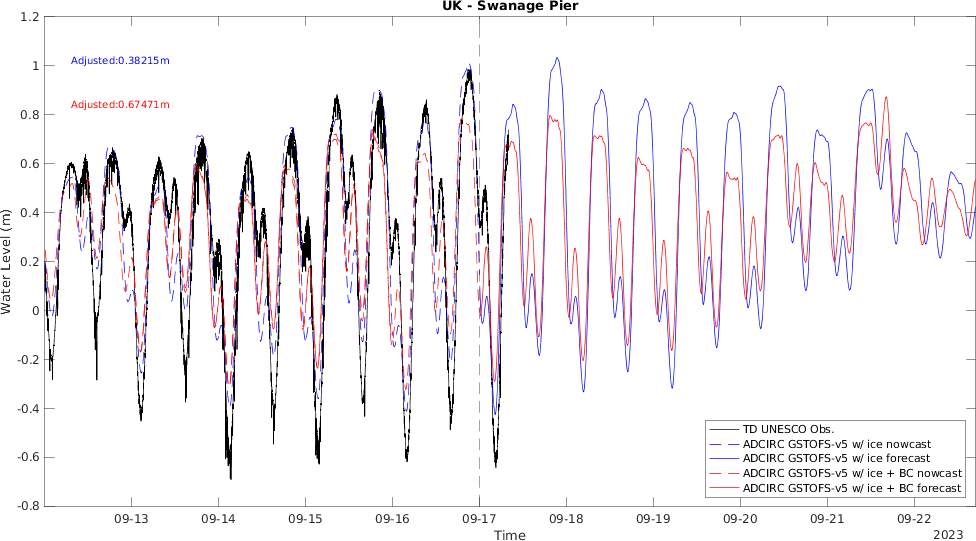 UK - Swanage Pier
1.2
1
0.8
0.6
0.4
0.2
0
-0.2
-0.4
-0.6
-0.8
Water Level (m)
Adjusted:0.38215m
Adjusted:0.67471m
TD UNESCO Obs.
ADCIRC GSTOFS-v5 w/ ice nowcast
ADCIRC GSTOFS-v5 w/ ice forecast
ADCIRC GSTOFS-v5 w/ ice + BC nowcast
ADCIRC GSTOFS-v5 w/ ice + BC forecast
09-13 09-14 09-15 09-16 09-17 09-18 09-19 09-20 09-21 09-22
Time
2023